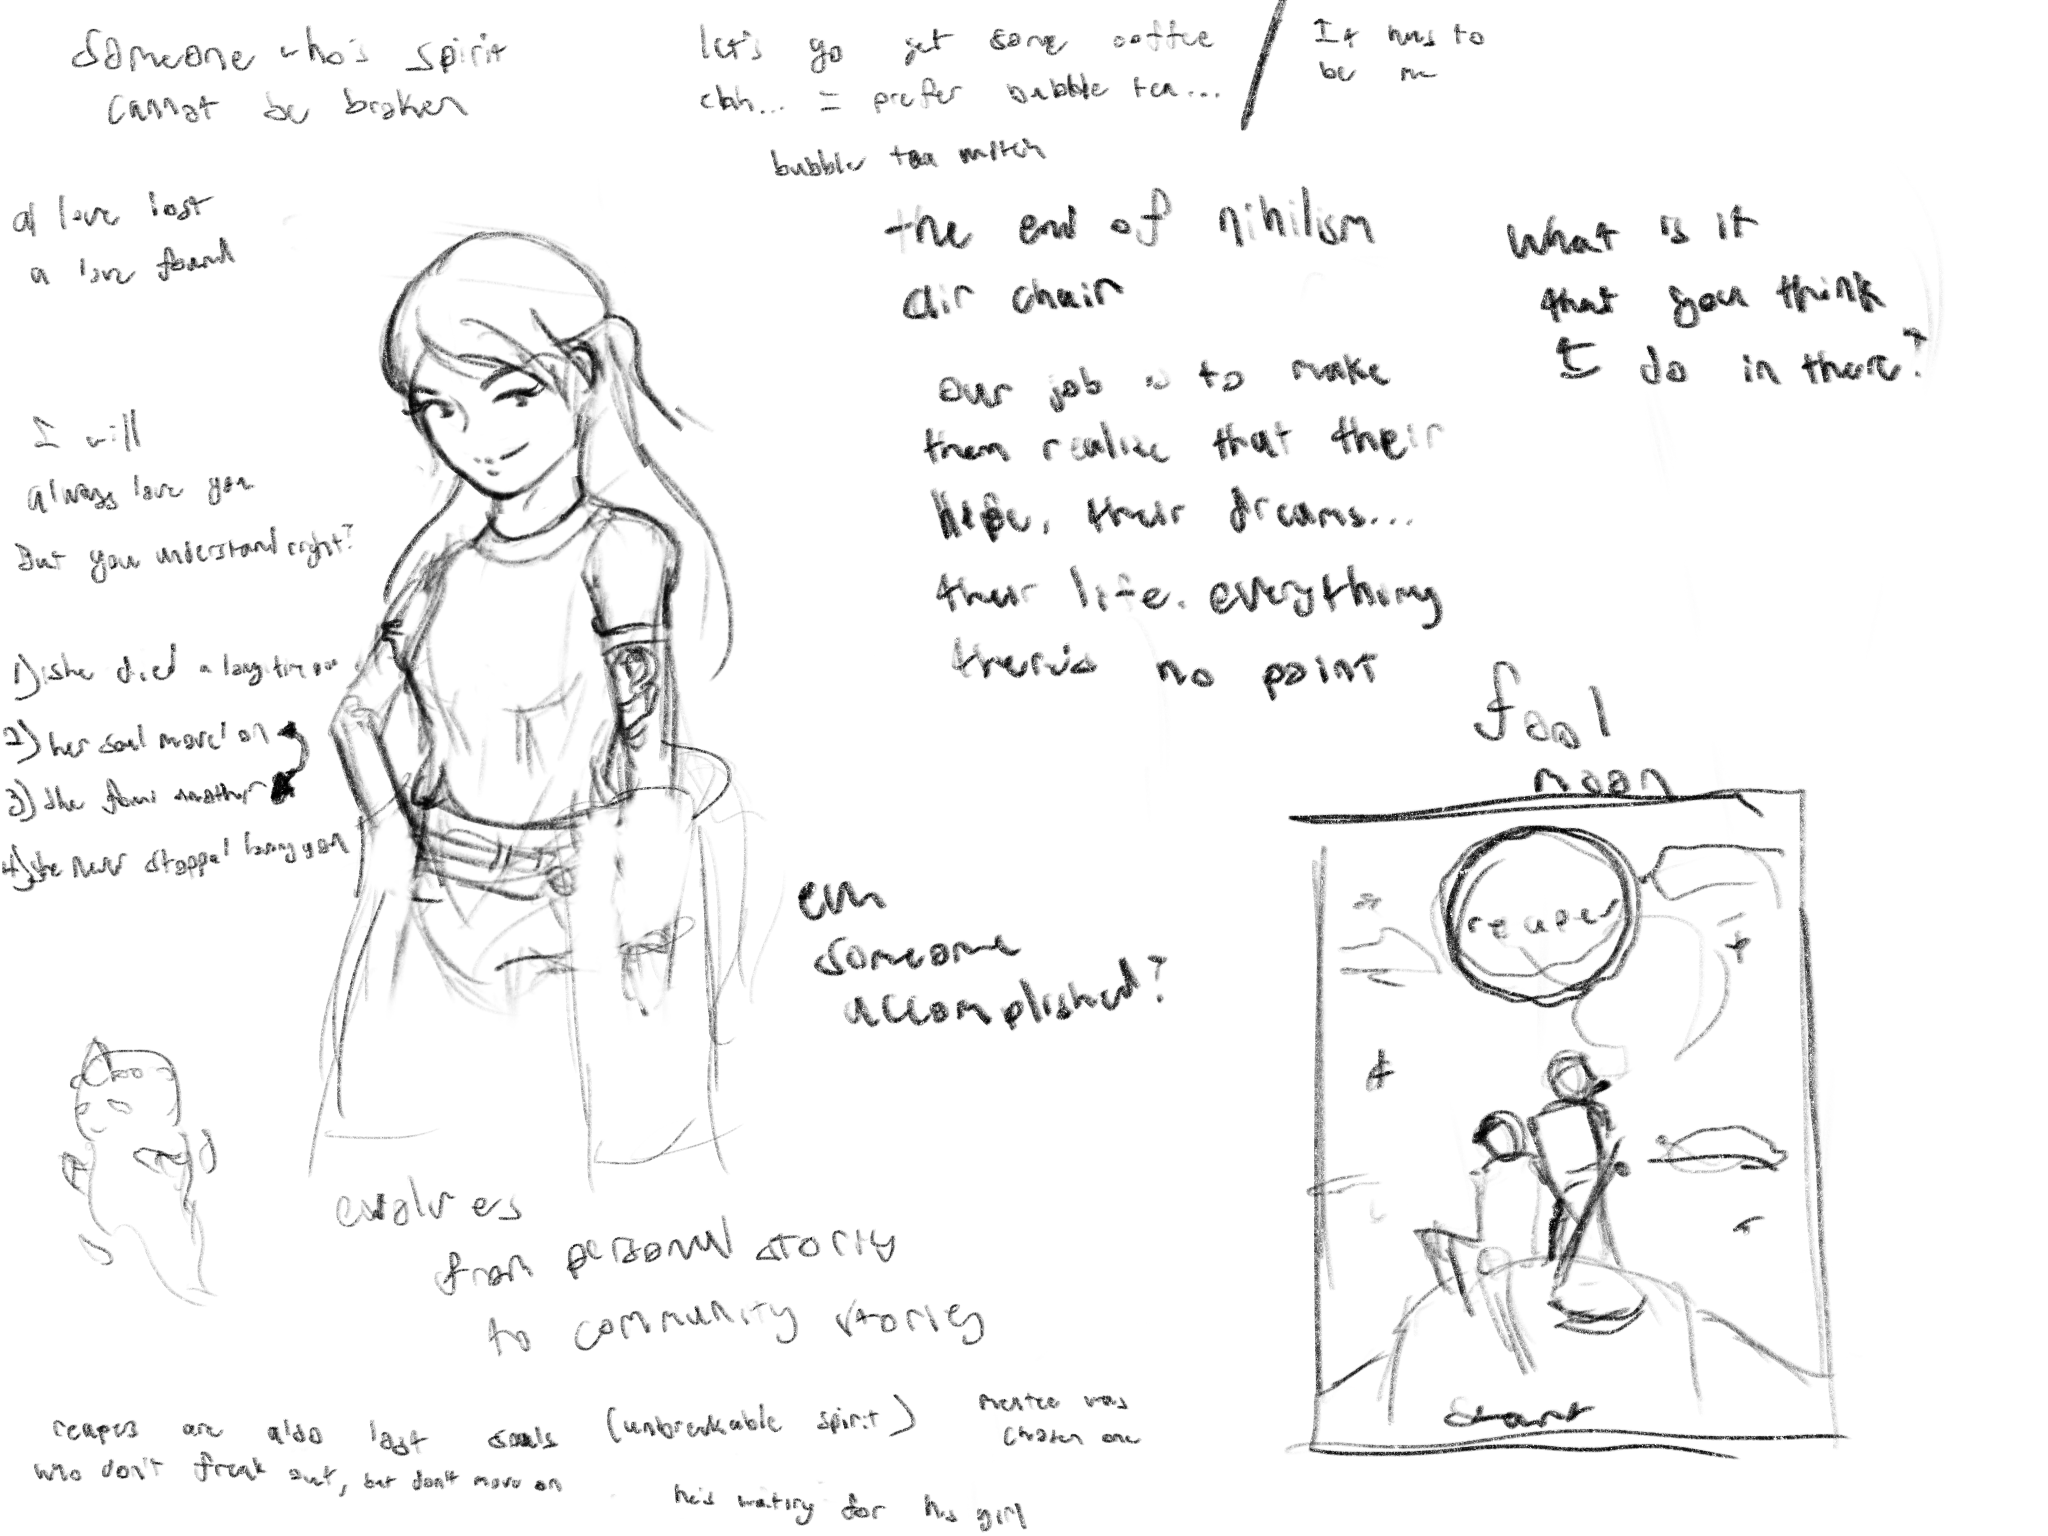 Someone who's spirit
cannot be broken
let's go get some coffee
ehh... I prefer bubble tea...
bubble tea
It has to
be me
a love lost
a love found
the end of nihilism
air chair
What is it
that you think
I do in there?
our job is to make
them realize that their
hope, their dreams...
their life. everything
there's no point
I will
always love you
But you understand right?
1) she died a long time
2) her soul moved on
3) she found another
4) she never stopped loving you
fool
moon
reaper
start
even
someone
accomplished?
evolves
from personal
to community stories
reapers are also lost souls (unbreakable spirit)
who don't freak out, but don't move on
mentee was
chosen one
he's waiting for his girl